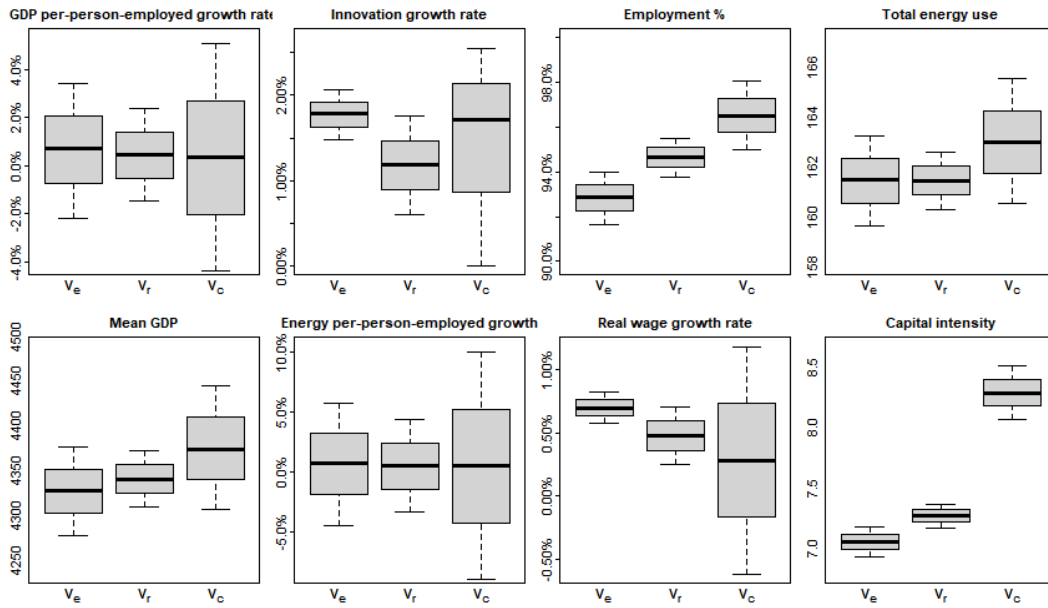 GDP per-person-employed growth rate
4.0%
2.0%
0.0%
-2.0%
-4.0%
Ve
Vr
Vc
Innovation growth rate
2.00%
1.00%
0.00%
Ve
Vr
Vc
Employment %
98.0%
94.0%
90.0%
Ve
Vr
Vc
Total energy use
166
164
162
160
158
Ve
Vr
Vc
Mean GDP
4500
4450
4400
4350
4300
4250
Ve
Vr
Vc
Energy per-person-employed growth
10.0%
5.0%
0.0%
-5.0%
Ve
Vr
Vc
Real wage growth rate
1.00%
0.50%
0.00%
-0.50%
Ve
Vr
Vc
Capital intensity
8.5
8.0
7.5
7.0
Ve
Vr
Vc